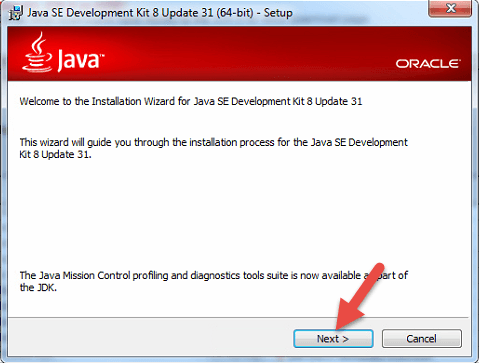 Java SE Development Kit 8 Update 31 (64-bit) - Setup
Java™
ORACLE®
Welcome to the Installation Wizard for Java SE Development Kit 8 Update 31
This wizard will guide you through the installation process for the Java SE Development
Kit 8 Update 31.
The Java Mission Control profiling and diagnostics tools suite is now available as part of
the JDK.
Next >
Cancel